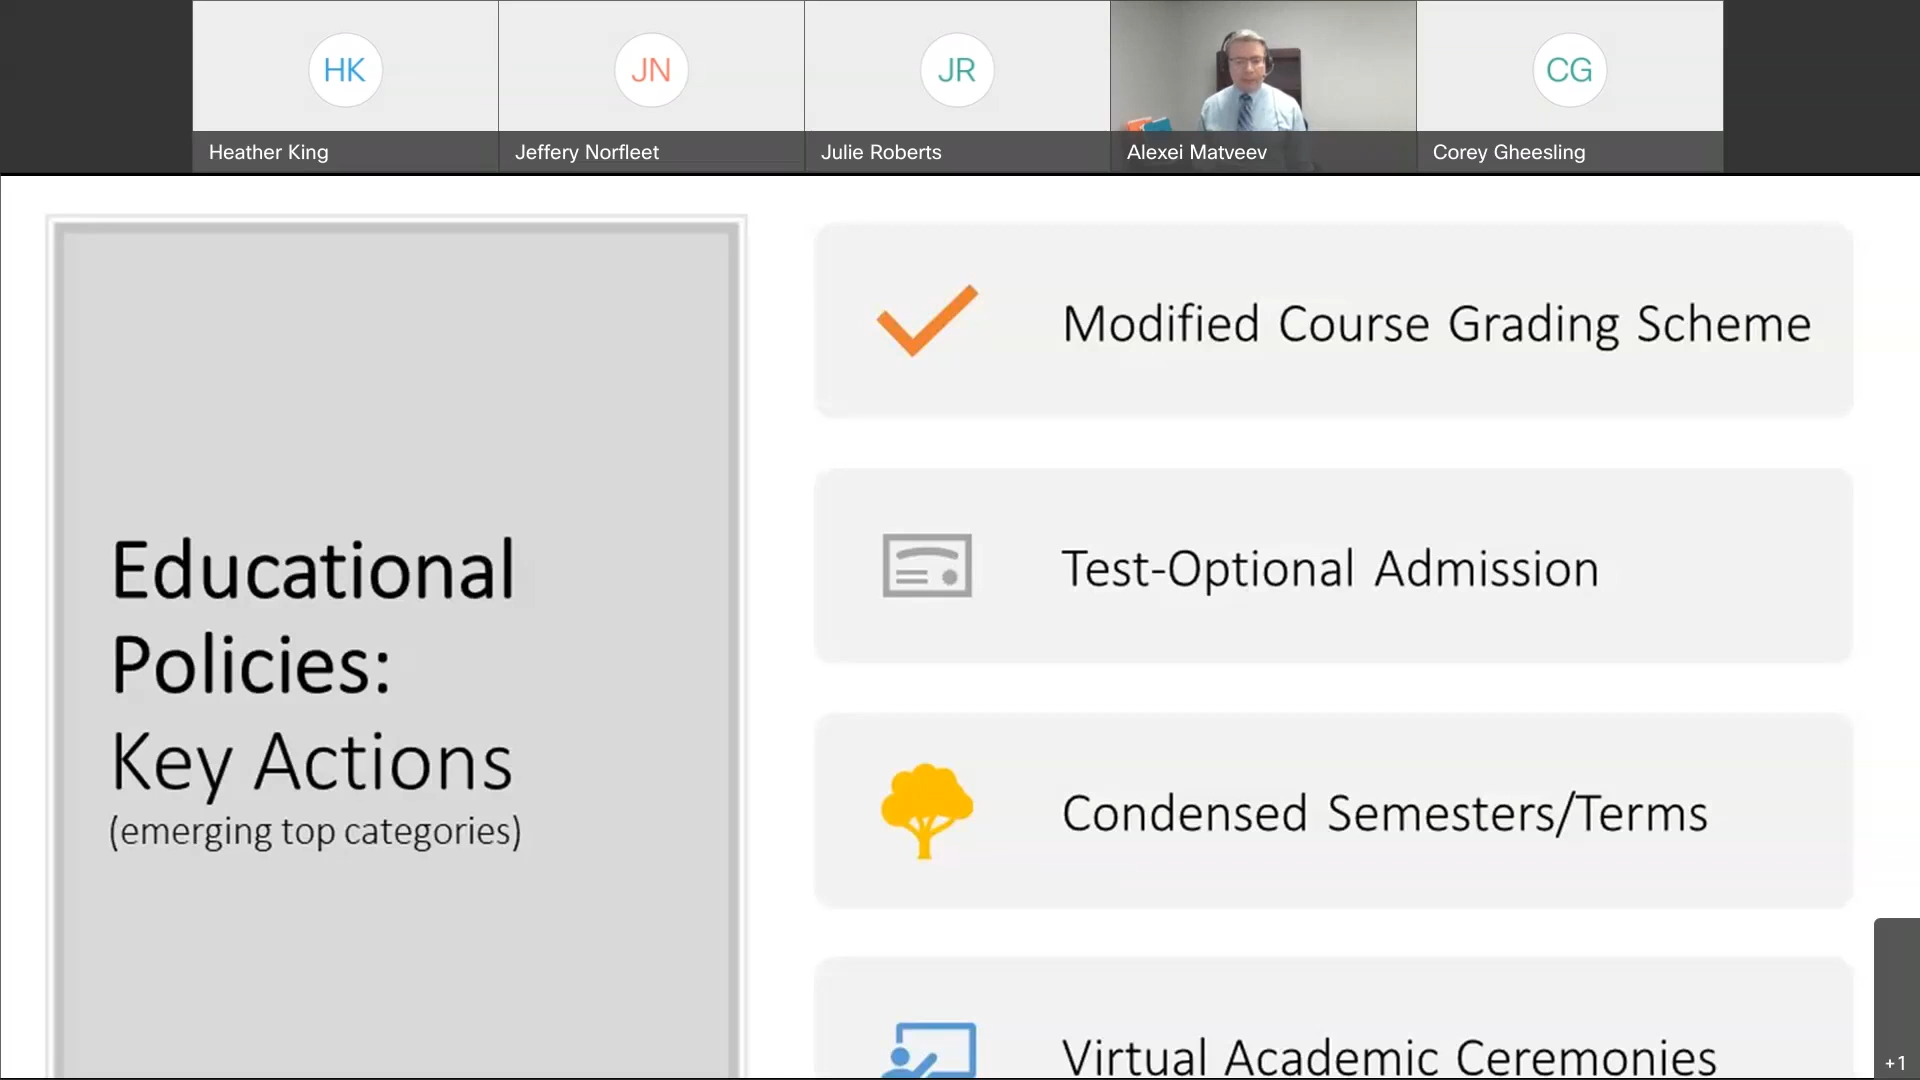 HK
JN
JR
CG
Heather King
Jeffery Norfleet
Julie Roberts
Alexei Matveev
Corey Gheesling
Educational
Policies:
Key Actions
(emerging top categories)
Modified Course Grading Scheme
Test-Optional Admission
Condensed Semesters/Terms
Virtual Academic Ceremonies
+1